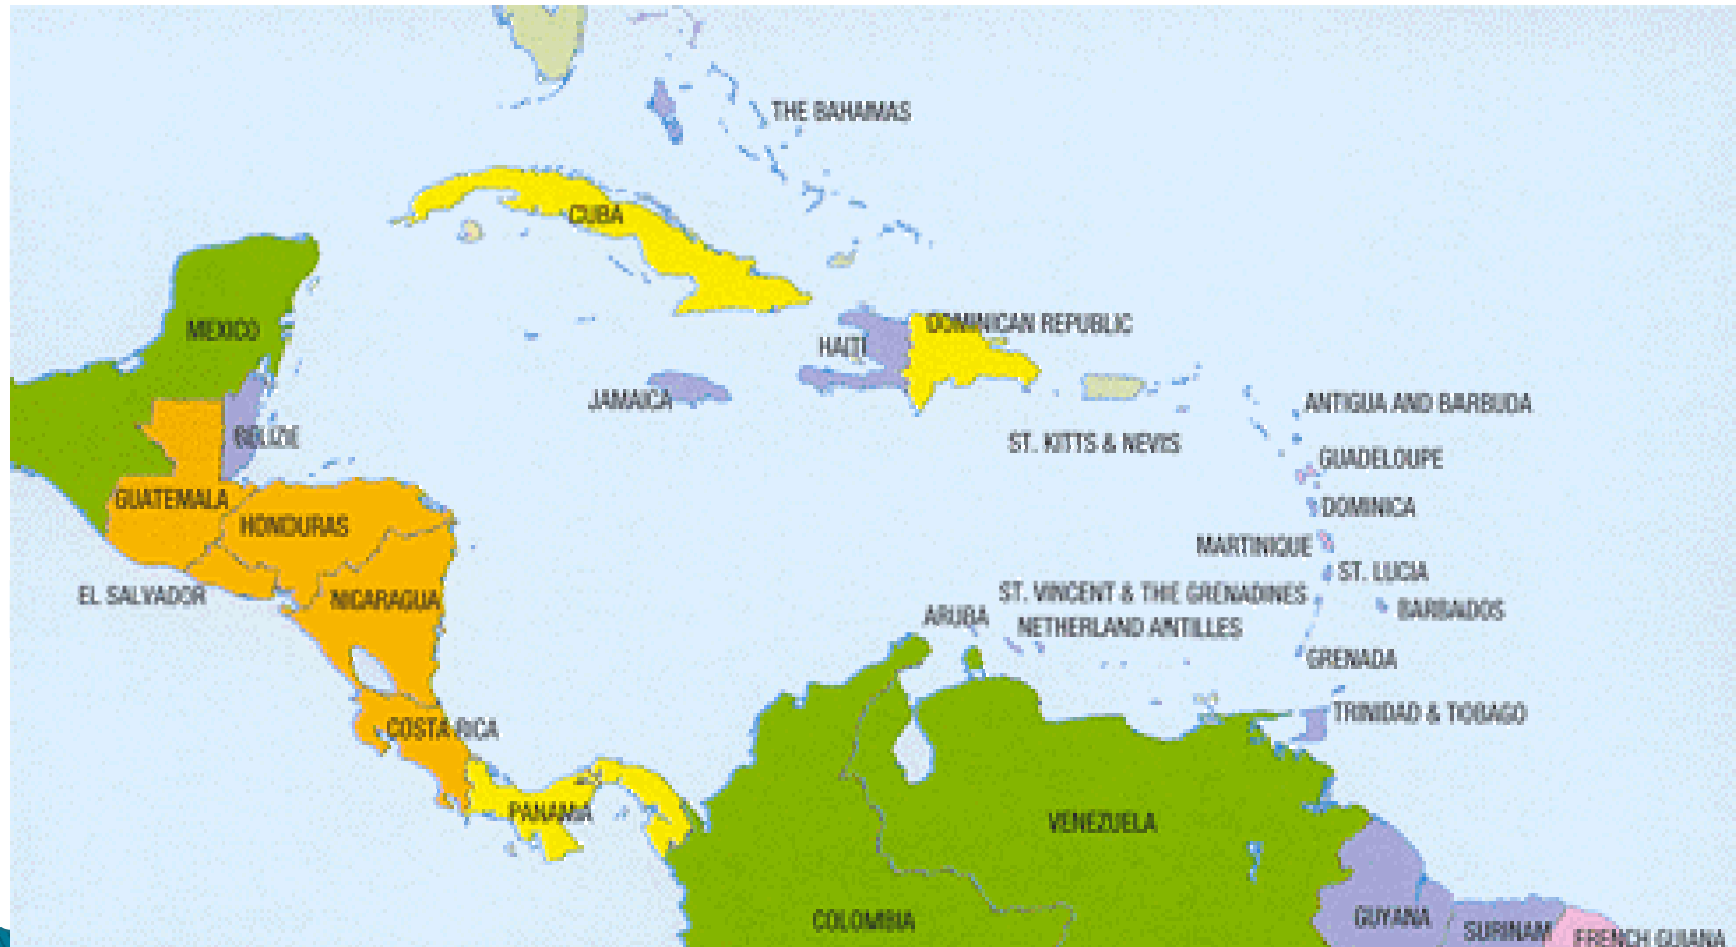 THE BAHAMAS
CUBA
MEXICO
DOMINICAN REPUBLIC
HAITI
JAMAICA
ANTIGUA AND BARBUDA
BELIZIE
ST. KITTS & NEVIS
GUADELOUPE
GUATEMALA
DOMINICA
HONDURAS
MARTINIQUE
ST. LUCIA
EL SALVADOR
NICARAGUA
ST. VINCENT & THIE GRENADINES
BARBADOS
ARUBA
NETHERLAND ANTILLES
GRENADA
TRINIDAD & TOBAGO
COSTA RICA
PANAMA
VENEZUELA
COLOMBIA
GUYANA
SURINAM
FRENCH GUIANA